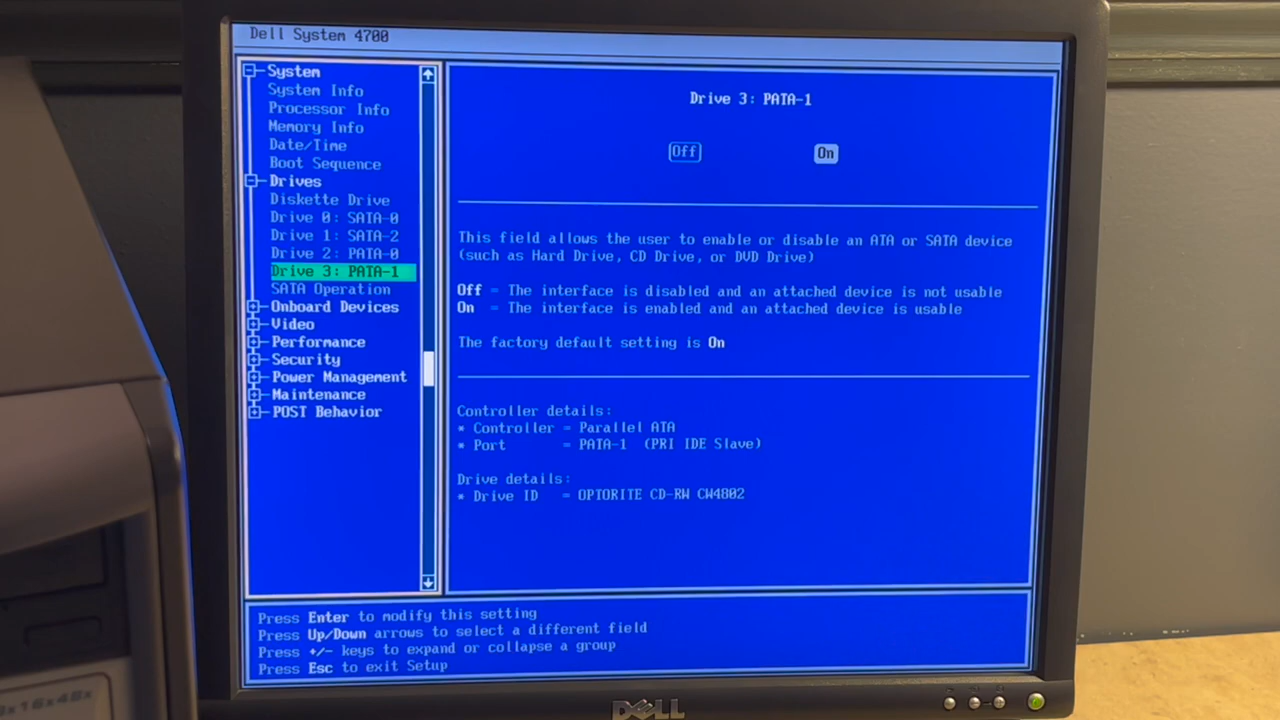 Dell System 4700
System
System Info
Processor Info
Memory Info
Date/Time
Boot Sequence
Drives
Diskette Drive
Drive 0: SATA-0
Drive 1: SATA-2
Drive 2: PATA-0
Drive 3: PATA-1
SATA Operation
Onboard Devices
Video
Performance
Security
Power Management
Maintenance
POST Behavior
Drive 3: PATA-1
Off On
This field allows the user to enable or disable an ATA or SATA device
(such as Hard Drive, CD Drive, or DVD Drive)
Off = The interface is disabled and an attached device is not usable
On = The interface is enabled and an attached device is usable
The factory default setting is On
Controller details:
* Controller = Parallel ATA
* Port = PATA-1 (PRI IDE Slave)
Drive details:
* Drive ID = OPTORITE CD-RW CW4802
Press Enter to modify this setting
Press Up/Down arrows to select a different field
Press +/- keys to expand or collapse a group
Press Esc to exit Setup
DELL